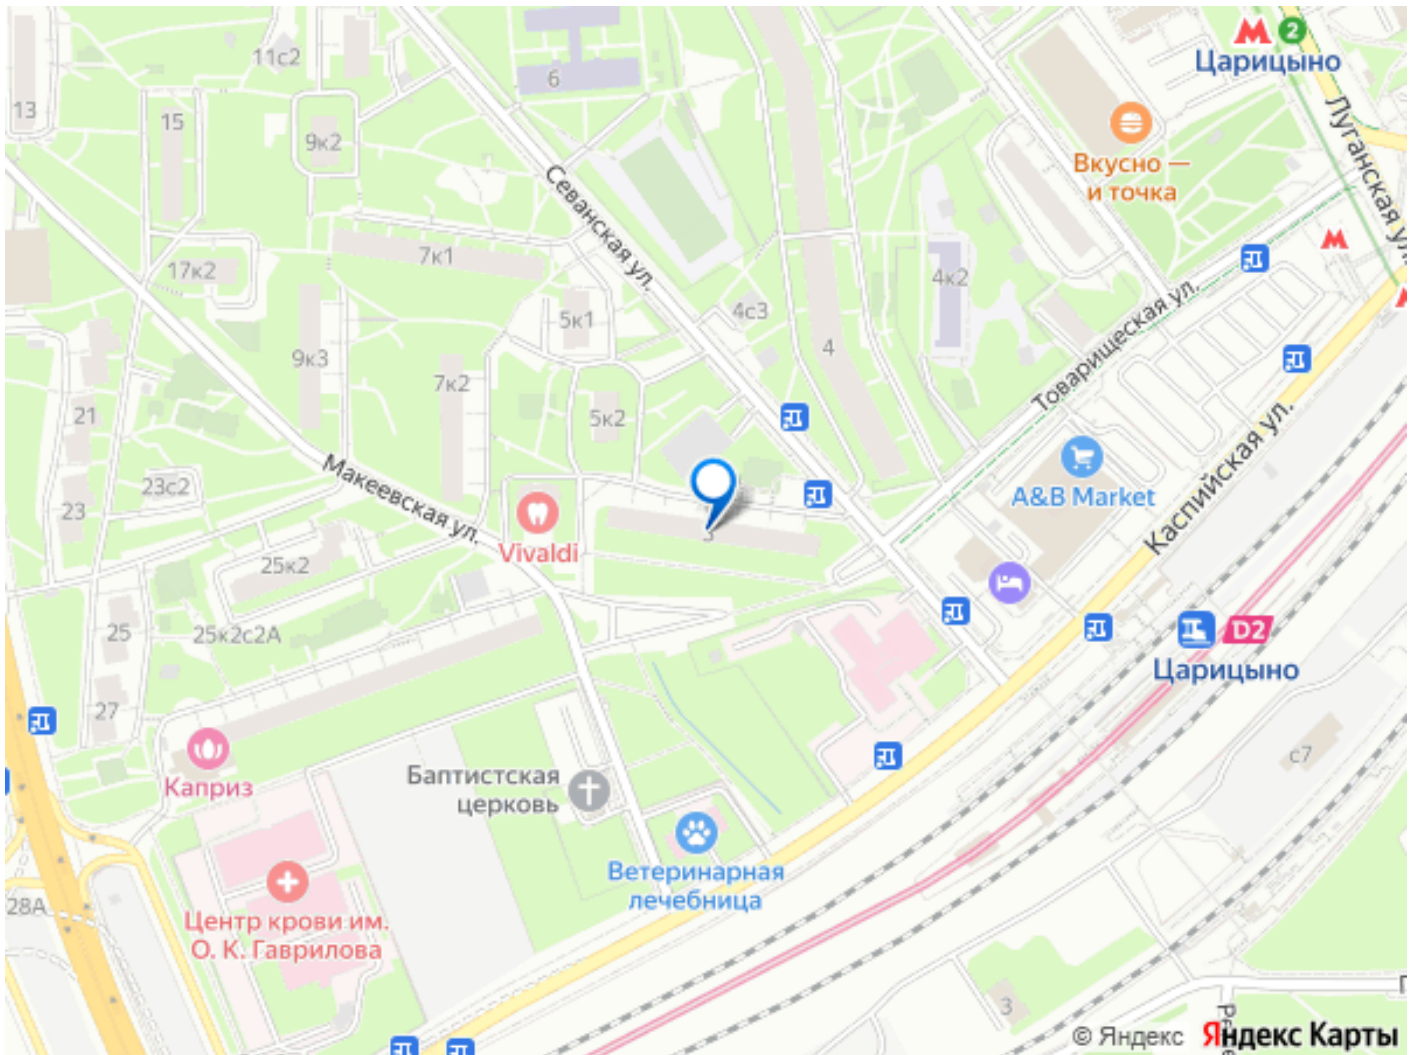 2
Царицыно
11с2
6
13
15
9к2
Луганская ул.
Вкусно —
и точка
Севанская ул.
7к1
17к2
4к2
5к1
4с3
9к3
7к2
4
Товарищеская ул.
21
5к2
23с2
Макеевская ул.
A&B Market
Каспийская ул.
23
Vivaldi
3
25к2
25
25к2с2А
D2
Царицыно
27
с7
Каприз
Баптистская
церковь
Ветеринарная
лечебница
28А
Центр крови им.
О. К. Гаврилова
3
© Яндекс Яндекс Карты